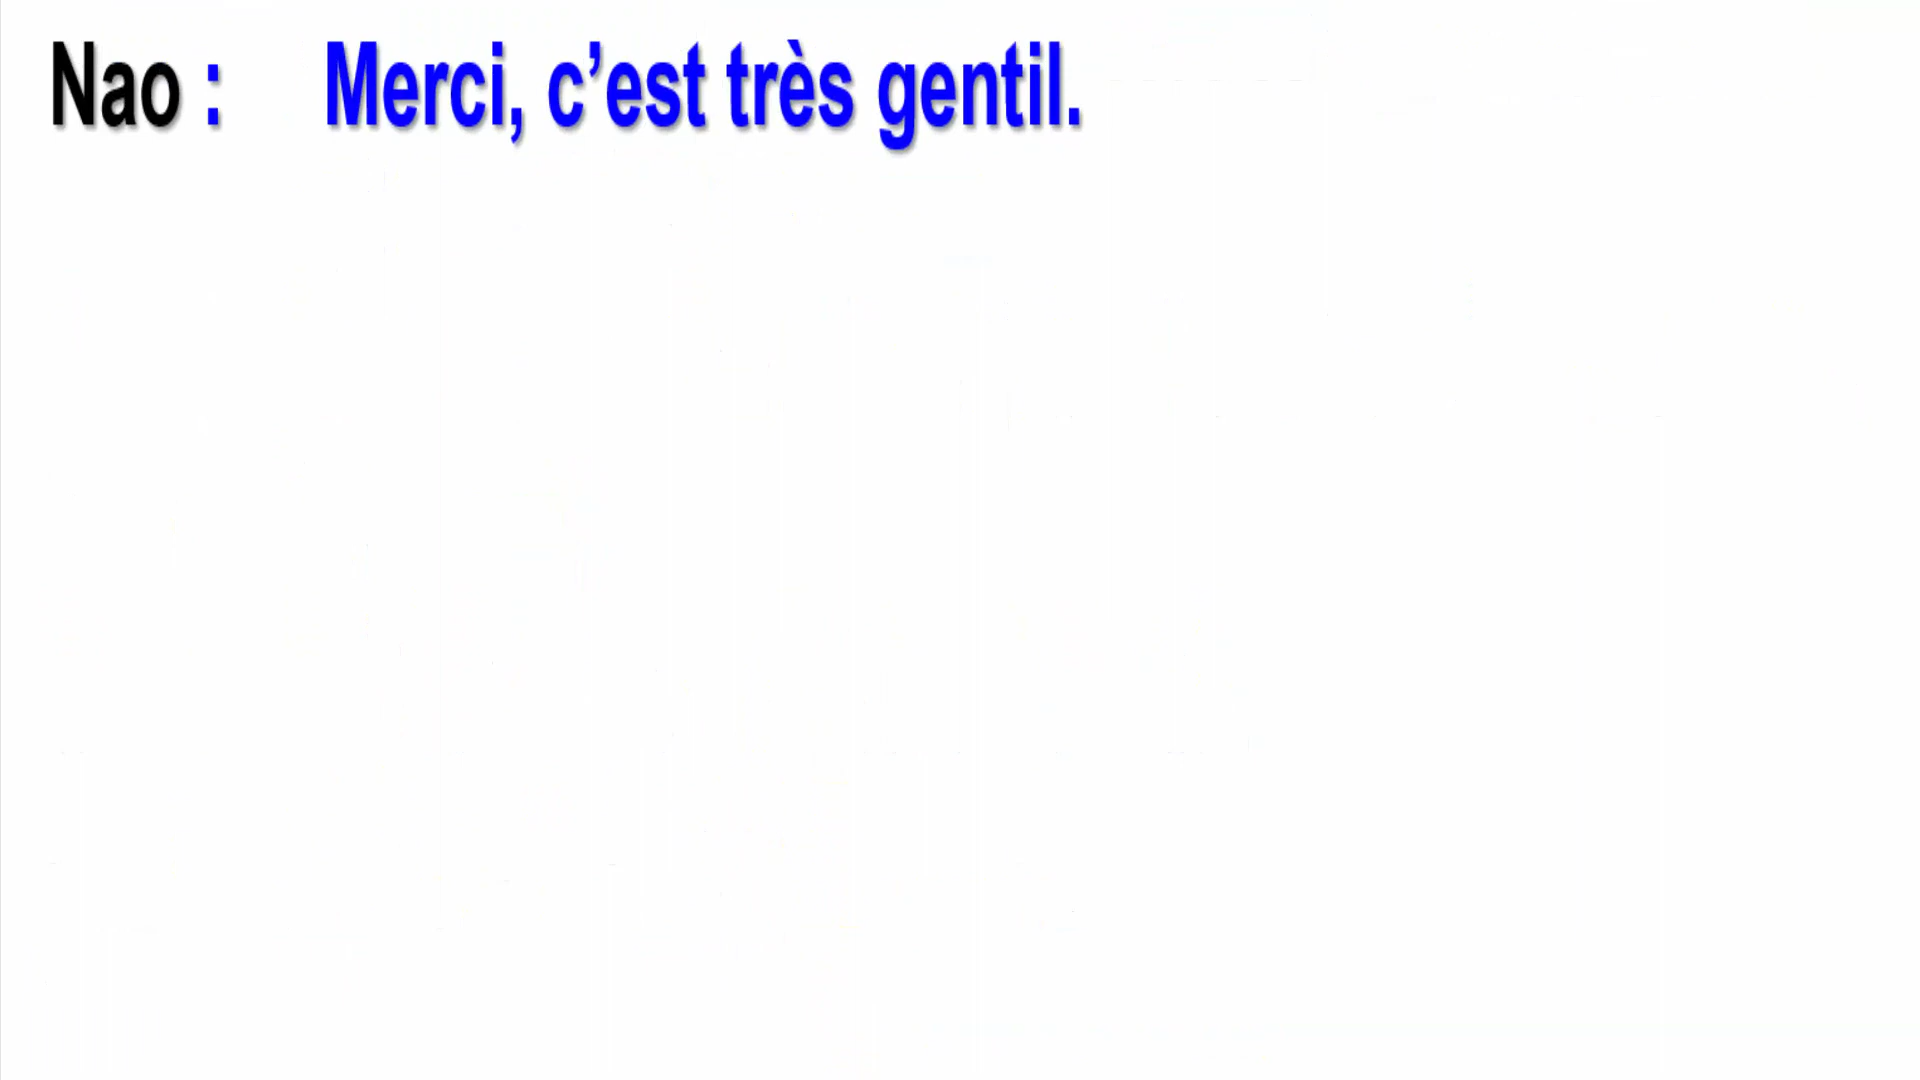 Nao : Merci, c’est très gentil.